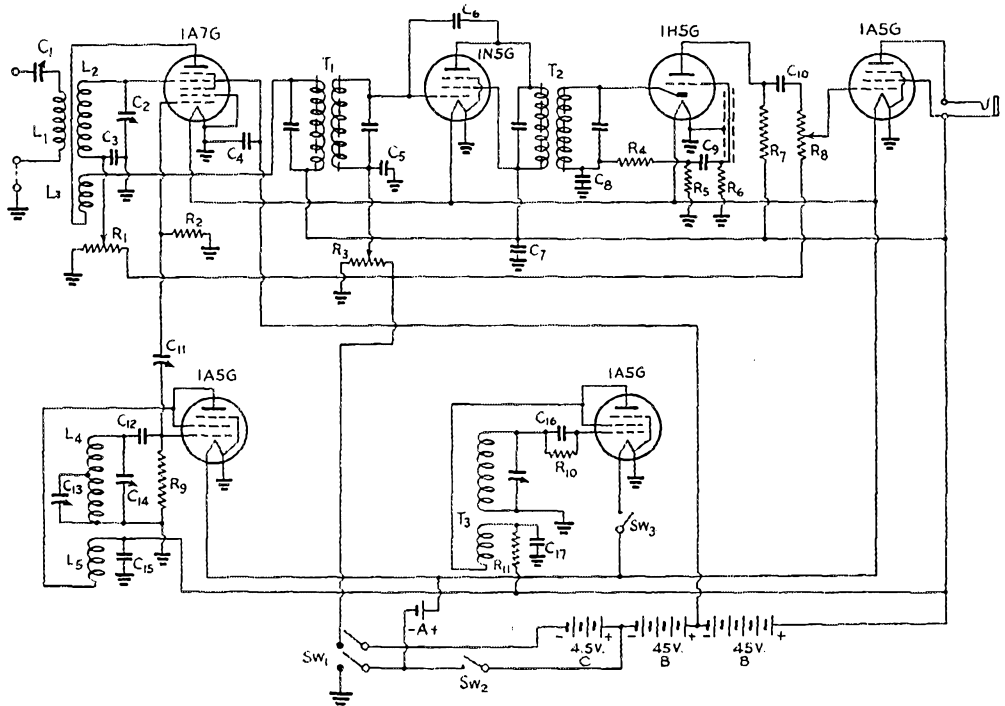 C6
1A7G
1N5G
1H5G
1A5G
C1
L2
T1
T2
C10
C2
L1
C3
C4
C5
R4
C9
R7
R8
L3
C8
R5
R6
R1
R2
R3
C7
C11
1A5G
1A5G
C12
C16
L4
R10
C13
C14
R9
T3
SW3
L5
C15
R11
C17
-A+
- 4.5V. +
C
- 45V. +
B
- 45V. +
B
SW1
SW2